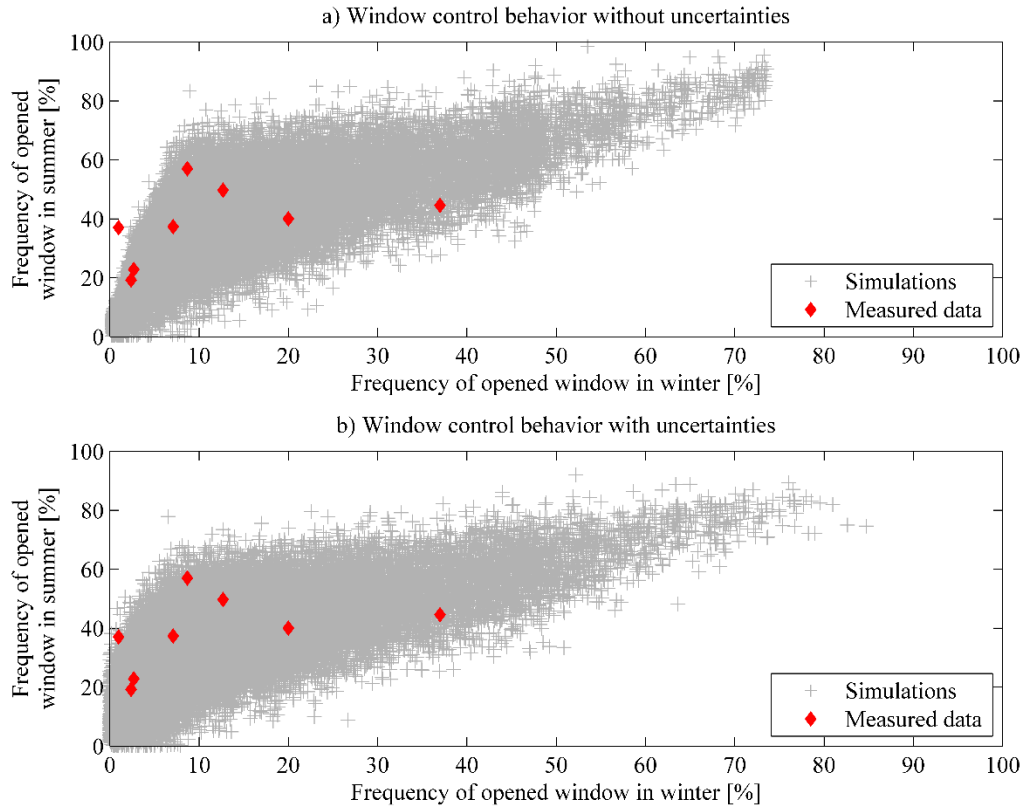 a) Window control behavior without uncertainties
100
80
60
40
20
0
Frequency of opened
window in summer [%]
Simulations
Measured data
0 10 20 30 40 50 60 70 80 90 100
Frequency of opened window in winter [%]
b) Window control behavior with uncertainties
100
80
60
40
20
0
Frequency of opened
window in summer [%]
Simulations
Measured data
0 10 20 30 40 50 60 70 80 90 100
Frequency of opened window in winter [%]